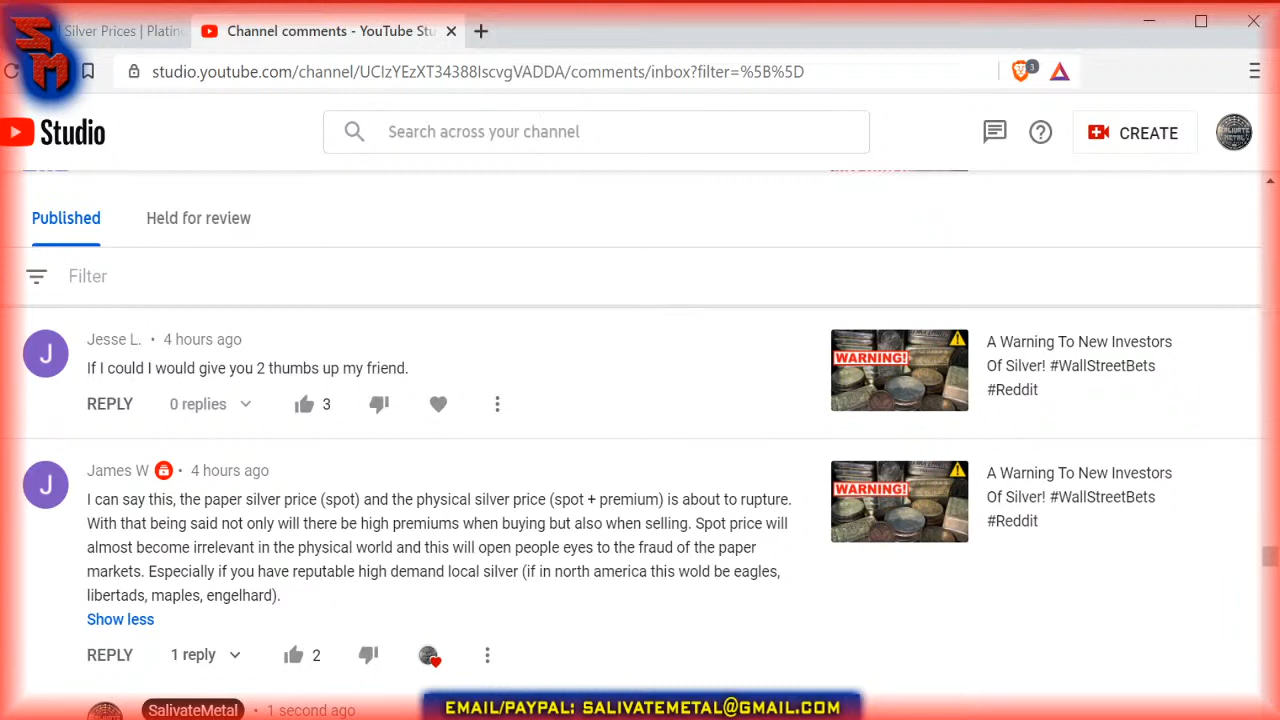 SM
Silver Prices | Platin
Channel comments - YouTube Stu
studio.youtube.com/channel/UCIzYEzXT34388IscvgVADDA/comments/inbox?filter=%5B%5D
3
Studio
Search across your channel
CREATE
Published
Held for review
Filter
Jesse L. • 4 hours ago
If I could I would give you 2 thumbs up my friend.
REPLY 0 replies 3
WARNING!
A Warning To New Investors
Of Silver! #WallStreetBets
#Reddit
James W • 4 hours ago
I can say that the paper silver price (spot) and the physical silver price (spot + premium) is about to rupture.
With that being said not only will there be high premiums when buying but also when selling. Spot price will
almost become irrelevant in the physical world and this will open people eyes to the fraud of the paper
markets. Especially if you have reputable high demand local silver (if in north america this wold be eagles,
libertads, maples, engelhard).
Show less
REPLY 1 reply 2
WARNING!
A Warning To New Investors
Of Silver! #WallStreetBets
#Reddit
SalivateMetal • 1 second ago
EMAIL/PAYPAL: SALIVATEMETAL@GMAIL.COM